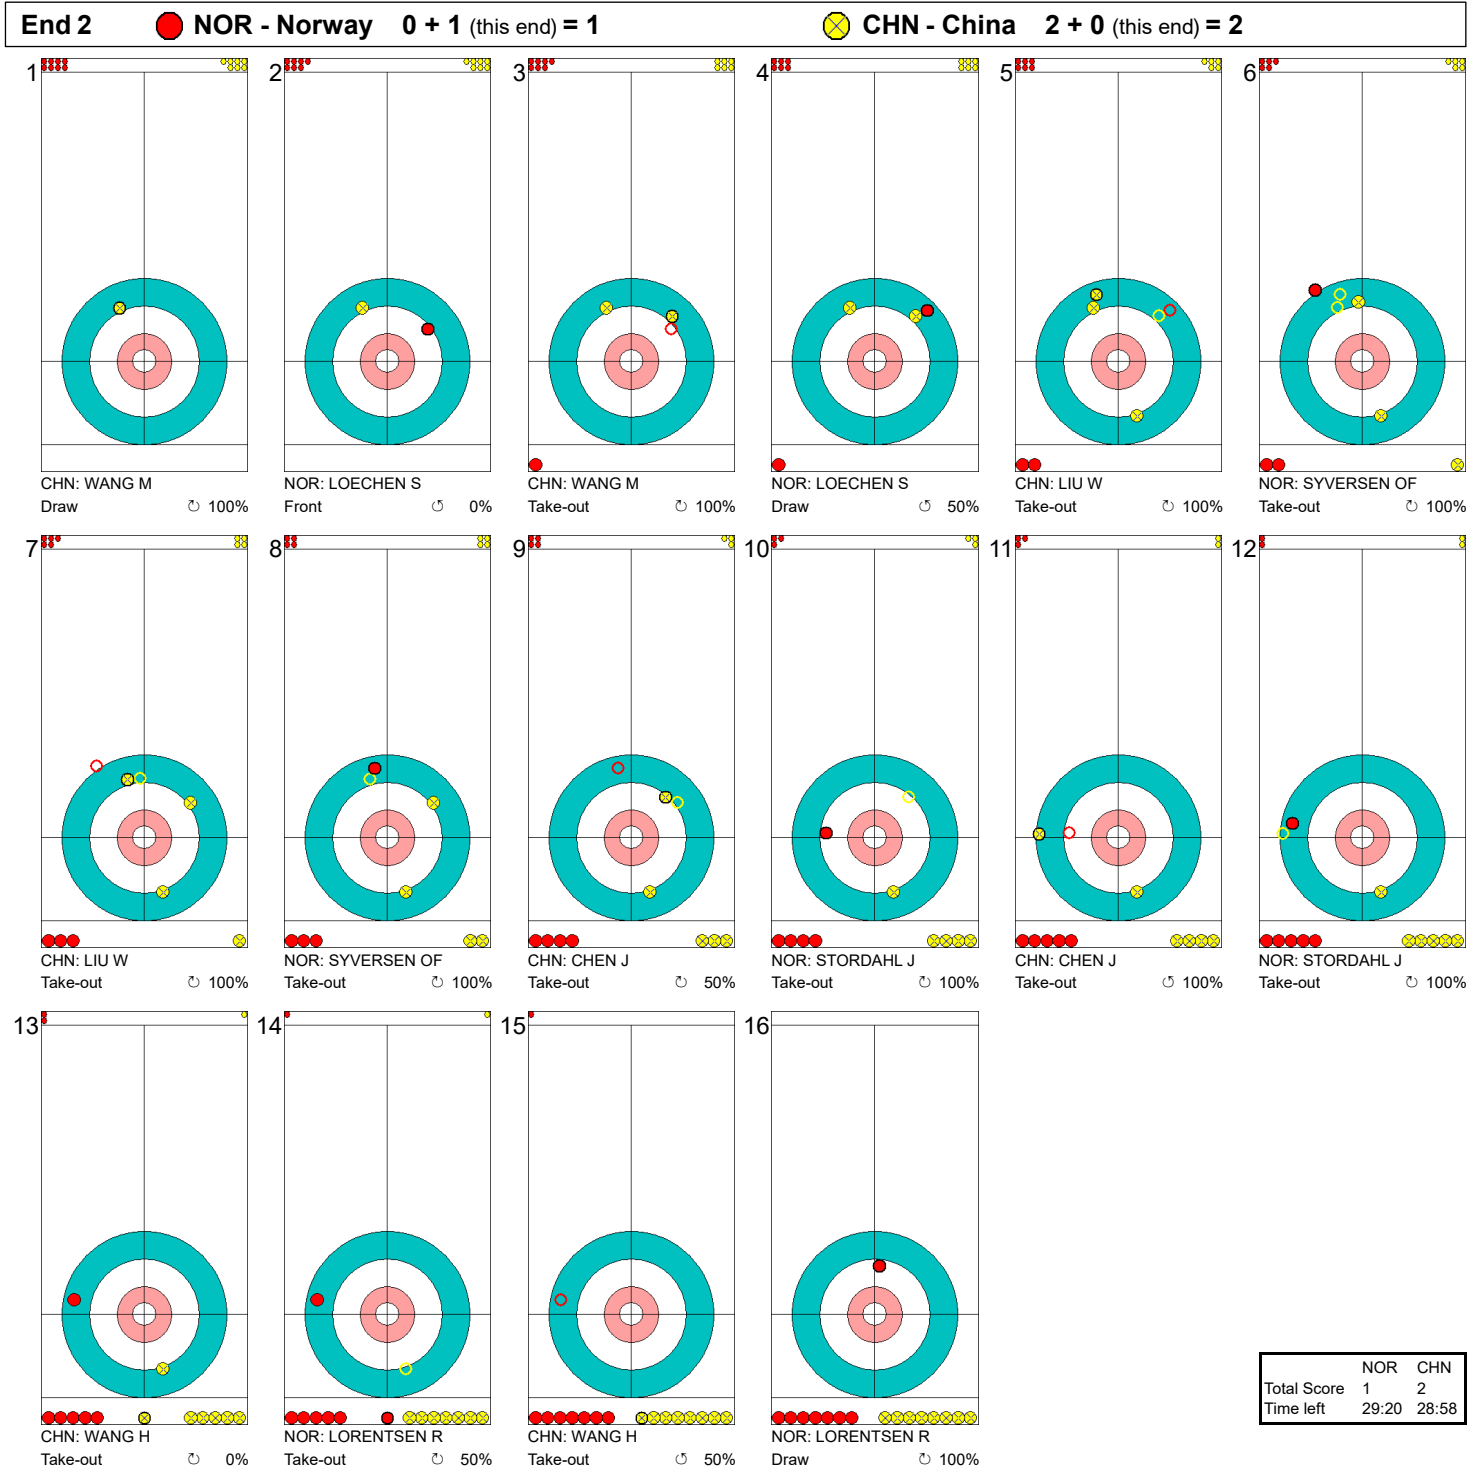 End 2 NOR - Norway 0 + 1 (this end) = 1 CHN - China 2 + 0 (this end) = 2
1 2 3 4 5 6
CHN: WANG M NOR: LOECHEN S CHN: WANG M NOR: LOECHEN S CHN: LIU W NOR: SYVERSEN OF
Draw ↻ 100% Front ↺ 0% Take-out ↻ 100% Draw ↺ 50% Take-out ↻ 100% Take-out ↻ 100%
7 8 9 10 11 12
CHN: LIU W NOR: SYVERSEN OF CHN: CHEN J NOR: STORDAHL J CHN: CHEN J NOR: STORDAHL J
Take-out ↻ 100% Take-out ↻ 100% Take-out ↻ 50% Take-out ↻ 100% Take-out ↻ 100% Take-out ↻ 100%
13 14 15 16
CHN: WANG H NOR: LORENTSEN R CHN: WANG H NOR: LORENTSEN R
Take-out ↻ 0% Take-out ↻ 50% Take-out ↺ 50% Draw ↻ 100%
NOR CHN
Total Score 1 2
Time left 29:20 28:58